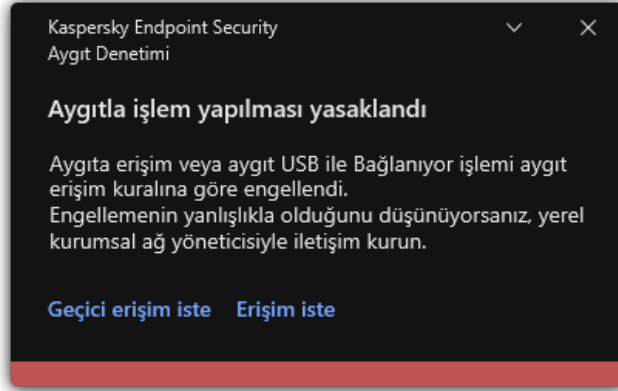 Kaspersky Endpoint Security
Aygıt Denetimi
Aygıtla işlem yapılması yasaklandı
Aygıta erişim veya aygıt USB ile Bağlanıyor işlemi aygıt
erişim kuralına göre engellendi.
Engellemenin yanlışlıkla olduğunu düşünüyorsanız, yerel
kurumsal ağ yöneticisiyle iletişim kurun.
Geçici erişim iste Erişim iste